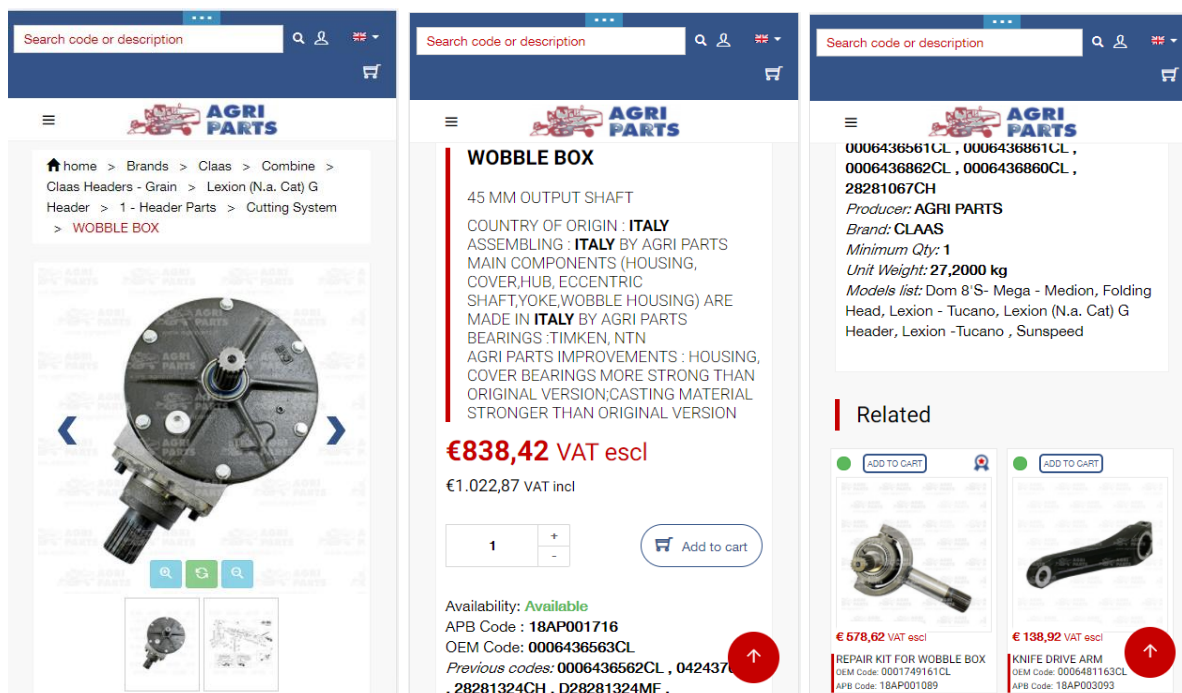 Search code or description
AGRI
PARTS
home > Brands > Claas > Combine >
Claas Headers - Grain > Lexion (N.a. Cat) G
Header > 1 - Header Parts > Cutting System
> WOBBLE BOX
Search code or description
AGRI
PARTS
WOBBLE BOX
45 MM OUTPUT SHAFT
COUNTRY OF ORIGIN : ITALY
ASSEMBLING : ITALY BY AGRI PARTS
MAIN COMPONENTS (HOUSING,
COVER,HUB, ECCENTRIC
SHAFT,YOKE,WOBBLE HOUSING) ARE
MADE IN ITALY BY AGRI PARTS
BEARINGS :TIMKEN, NTN
AGRI PARTS IMPROVEMENTS : HOUSING,
COVER BEARINGS MORE STRONG THAN
ORIGINAL VERSION;CASTING MATERIAL
STRONGER THAN ORIGINAL VERSION
€838,42 VAT escl
€1.022,87 VAT incl
1
+
-
Add to cart
Availability: Available
APB Code : 18AP001716
OEM Code: 0006436563CL
Previous codes: 0006436562CL , 042437
, 28281324CH , D28281324MF ,
Search code or description
AGRI
PARTS
0006436561CL , 0006436861CL ,
0006436862CL , 0006436860CL ,
28281067CH
Producer: AGRI PARTS
Brand: CLAAS
Minimum Qty: 1
Unit Weight: 27,2000 kg
Models list: Dom 8'S- Mega - Medion, Folding
Head, Lexion - Tucano, Lexion (N.a. Cat) G
Header, Lexion -Tucano , Sunspeed
Related
ADD TO CART
€ 578,62 VAT escl
REPAIR KIT FOR WOBBLE BOX
OEM Code: 0001749161CL
APB Code: 18AP001089
ADD TO CART
€ 138,92 VAT escl
KNIFE DRIVE ARM
OEM Code: 0006481163CL
APB Code: 18AP003093